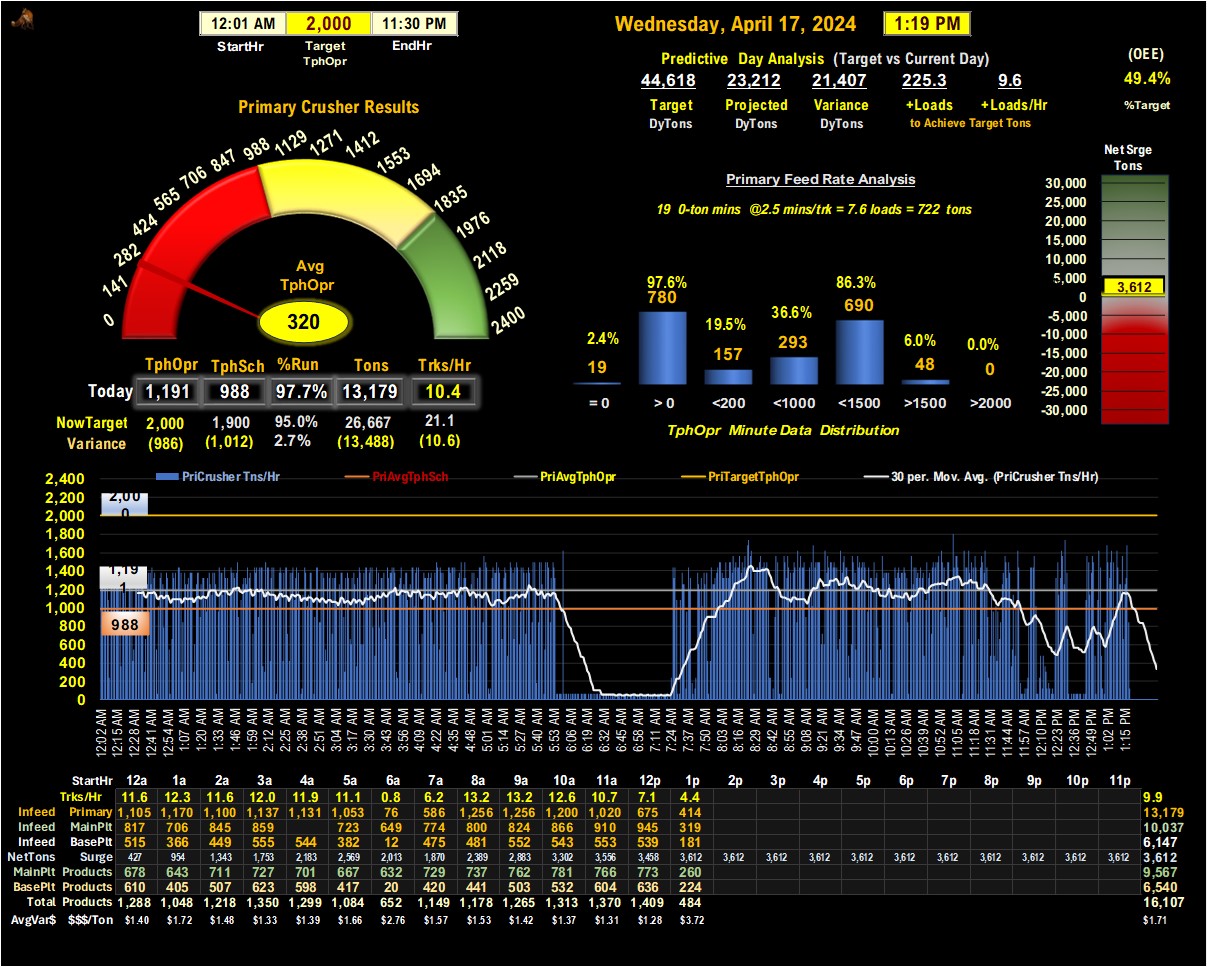 12:01 AM 2,000 11:30 PM
StartHr Target TphOpr EndHr
Wednesday, April 17, 2024 1:19 PM
Predictive Day Analysis (Target vs Current Day)
44,618 23,212 21,407 225.3 9.6
Target Projected Variance +Loads +Loads/Hr
DyTons DyTons DyTons to Achieve Target Tons
(OEE)
49.4%
%Target
Primary Crusher Results
0 141 282 424 565 706 847 988 1129 1271 1412 1553 1694 1835 1976 2118 2259 2400
Avg
TphOpr
320
TphOpr TphSch %Run Tons Trks/Hr
Today 1,191 988 97.7% 13,179 10.4
NowTarget 2,000 1,900 95.0% 26,667 21.1
Variance (986) (1,012) 2.7% (13,488) (10.6)
Primary Feed Rate Analysis
19 0-ton mins @2.5 mins/trk = 7.6 loads = 722 tons
2.4% 97.6% 19.5% 36.6% 86.3% 6.0% 0.0%
19 780 157 293 690 48 0
= 0 > 0 <200 <1000 <1500 >1500 >2000
TphOpr Minute Data Distribution
Net Srge
Tons
30,000
25,000
20,000
15,000
10,000
5,000
0
-5,000
-10,000
-15,000
-20,000
-25,000
-30,000
3,612
PriCrusher Tns/Hr PriAvgTphSch PriAvgTphOpr PriTargetTphOpr 30 per. Mov. Avg. (PriCrusher Tns/Hr)
2,400
2,200
2,000
1,800
1,600
1,400
1,200
1,000
800
600
400
200
0
2,00
0
1,19
1
988
12:02 AM 12:15 AM 12:28 AM 12:41 AM 12:54 AM 1:07 AM 1:20 AM 1:33 AM 1:46 AM 1:59 AM 2:12 AM 2:25 AM 2:38 AM 2:51 AM 3:04 AM 3:17 AM 3:30 AM 3:43 AM 3:56 AM 4:09 AM 4:22 AM 4:35 AM 4:48 AM 5:01 AM 5:14 AM 5:27 AM 5:40 AM 5:53 AM 6:06 AM 6:19 AM 6:32 AM 6:45 AM 6:58 AM 7:11 AM 7:24 AM 7:37 AM 7:50 AM 8:03 AM 8:16 AM 8:29 AM 8:42 AM 8:55 AM 9:08 AM 9:21 AM 9:34 AM 9:47 AM 10:00 AM 10:13 AM 10:26 AM 10:39 AM 10:52 AM 11:05 AM 11:18 AM 11:31 AM 11:44 AM 11:57 AM 12:10 PM 12:23 PM 12:36 PM 12:49 PM 1:02 PM 1:15 PM
StartHr 12a 1a 2a 3a 4a 5a 6a 7a 8a 9a 10a 11a 12p 1p 2p 3p 4p 5p 6p 7p 8p 9p 10p 11p
Trks/Hr 11.6 12.3 11.6 12.0 11.9 11.1 0.8 6.2 13.2 13.2 12.6 10.7 7.1 4.4 9.9
Infeed Primary 1,105 1,170 1,100 1,137 1,131 1,053 76 586 1,256 1,256 1,200 1,020 675 414 13,179
Infeed MainPlt 817 706 845 859 723 649 774 800 824 866 910 945 319 10,037
Infeed BasePlt 515 366 449 555 544 382 12 475 481 552 543 553 539 181 6,147
NetTons Surge 427 954 1,343 1,753 2,183 2,569 2,013 1,870 2,389 2,883 3,302 3,556 3,458 3,612 3,612 3,612 3,612 3,612 3,612 3,612 3,612 3,612 3,612 3,612 3,612
MainPlt Products 678 643 711 727 701 667 632 729 737 762 781 766 773 260 9,567
BasePlt Products 610 405 507 623 598 417 20 420 441 503 532 604 636 224 6,540
Total Products 1,288 1,048 1,218 1,350 1,299 1,084 652 1,149 1,178 1,265 1,313 1,370 1,409 484 16,107
AvgVar$ $$$/Ton $1.40 $1.72 $1.48 $1.33 $1.39 $1.66 $2.76 $1.57 $1.53 $1.42 $1.37 $1.31 $1.28 $3.72 $1.71